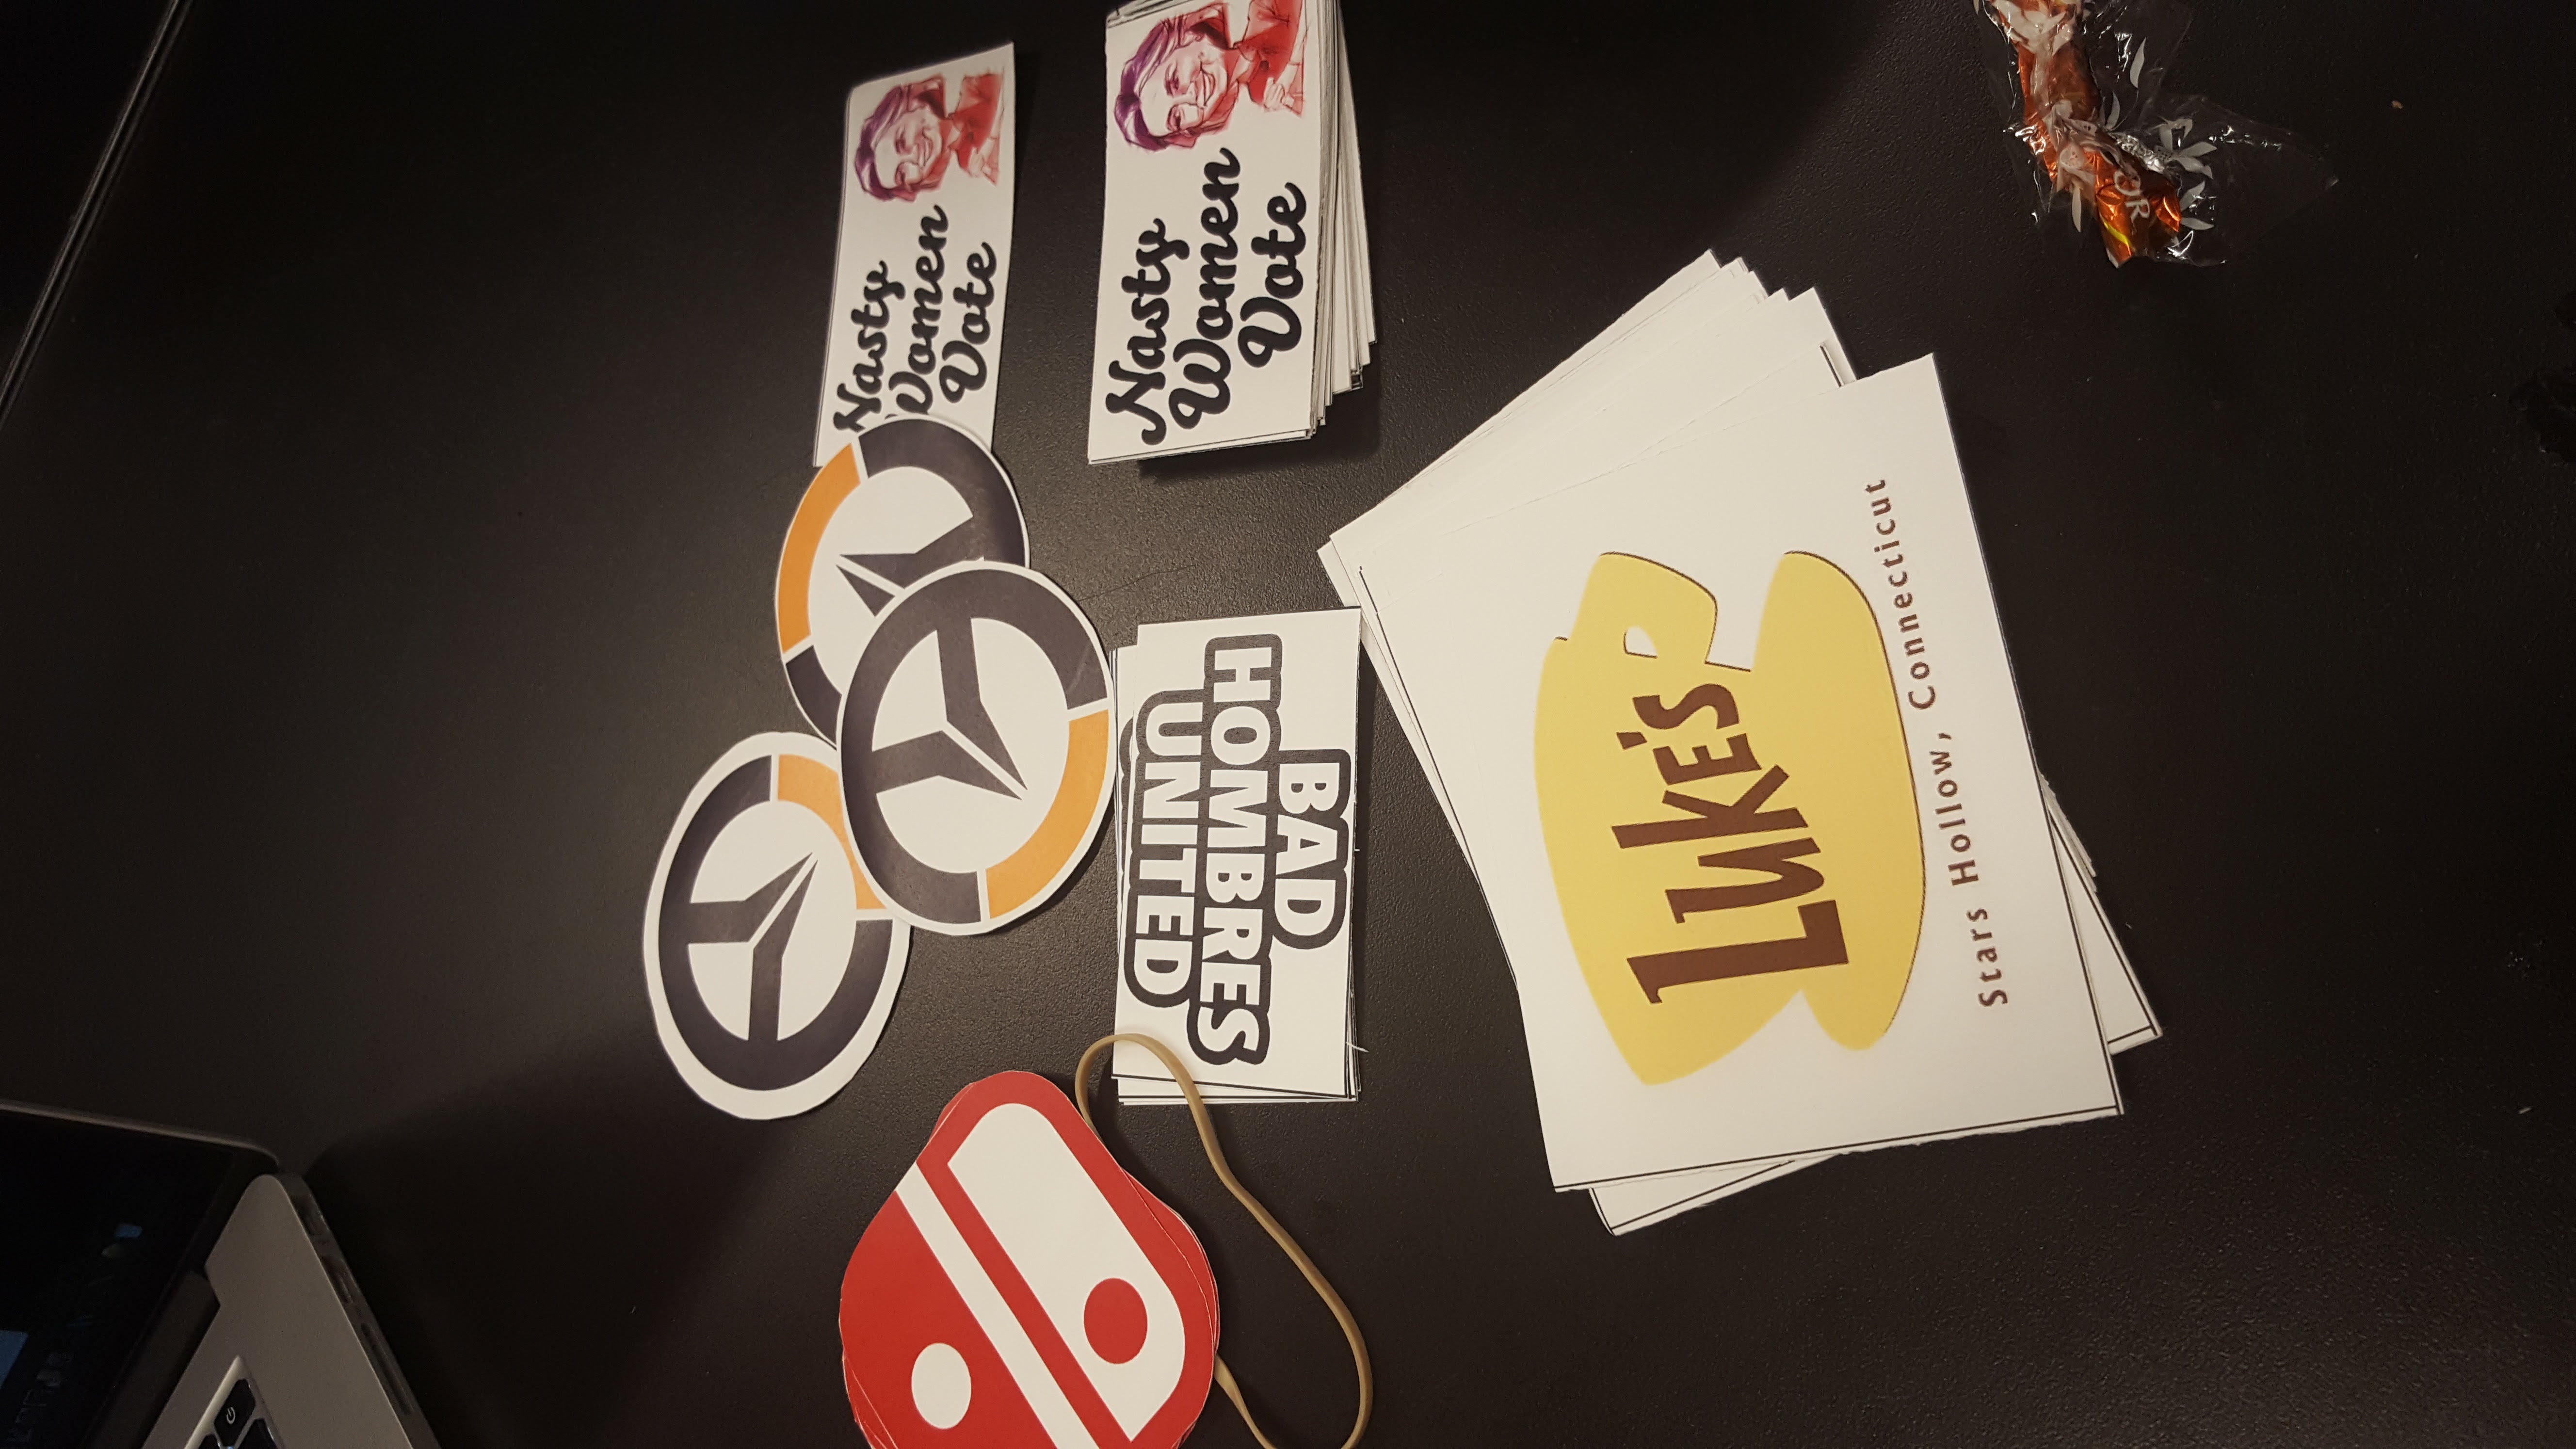 Nasty
Women
Vote
Nasty
Women
Vote
BAD
HOMBRES
UNITED
LUKE'S
Stars Hollow, Connecticut